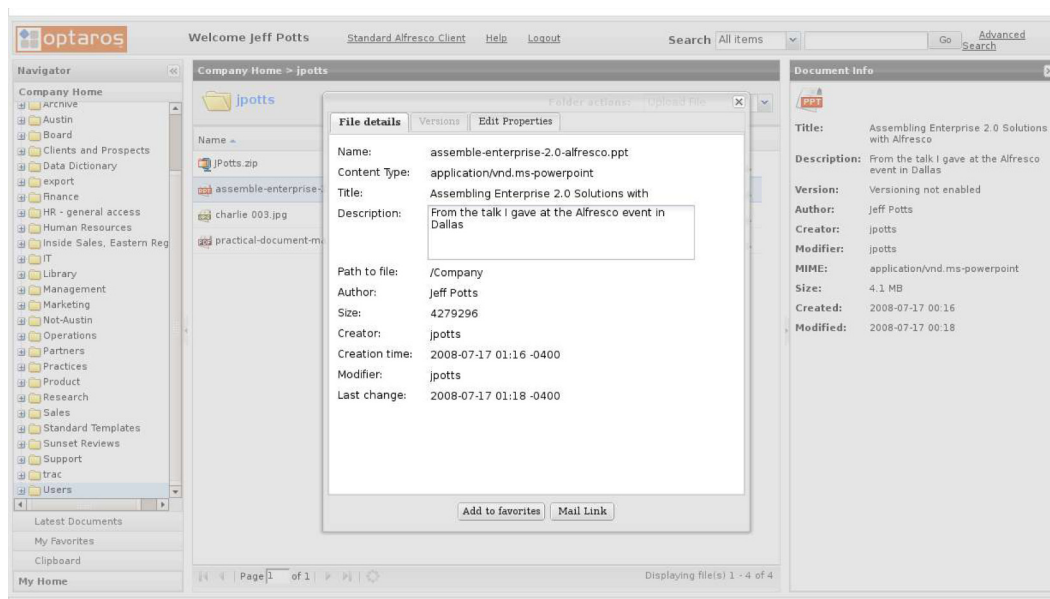 optaros
Welcome Jeff Potts
Standard Alfresco Client Help Logout
Search All items Go Advanced Search
Navigator
Company Home
Archive
Austin
Board
Clients and Prospects
Data Dictionary
export
Finance
HR - general access
Human Resources
Inside Sales, Eastern Reg
IT
Library
Management
Marketing
Not-Austin
Operations
Partners
Practices
Product
Research
Sales
Standard Templates
Sunset Reviews
Support
trac
Users
Latest Documents
My Favorites
Clipboard
My Home
Company Home > jpotts
jpotts
Folder actions: Upload File
Name
JPotts.zip
assemble-enterprise-
charlie 003.jpg
practical-document-m
File details Versions Edit Properties
Name: assemble-enterprise-2.0-alfresco.ppt
Content Type: application/vnd.ms-powerpoint
Title: Assembling Enterprise 2.0 Solutions with
Description: From the talk I gave at the Alfresco event in
Dallas
Path to file: /Company
Author: Jeff Potts
Size: 4279296
Creator: jpotts
Creation time: 2008-07-17 01:16 -0400
Modifier: jpotts
Last change: 2008-07-17 01:18 -0400
Add to favorites Mail Link
Page 1 of 1
Displaying file(s) 1 - 4 of 4
Document Info
PPT
Title: Assembling Enterprise 2.0 Solutions
with Alfresco
Description: From the talk I gave at the Alfresco
event in Dallas
Version: Versioning not enabled
Author: Jeff Potts
Creator: jpotts
Modifier: jpotts
MIME: application/vnd.ms-powerpoint
Size: 4.1 MB
Created: 2008-07-17 00:16
Modified: 2008-07-17 00:18